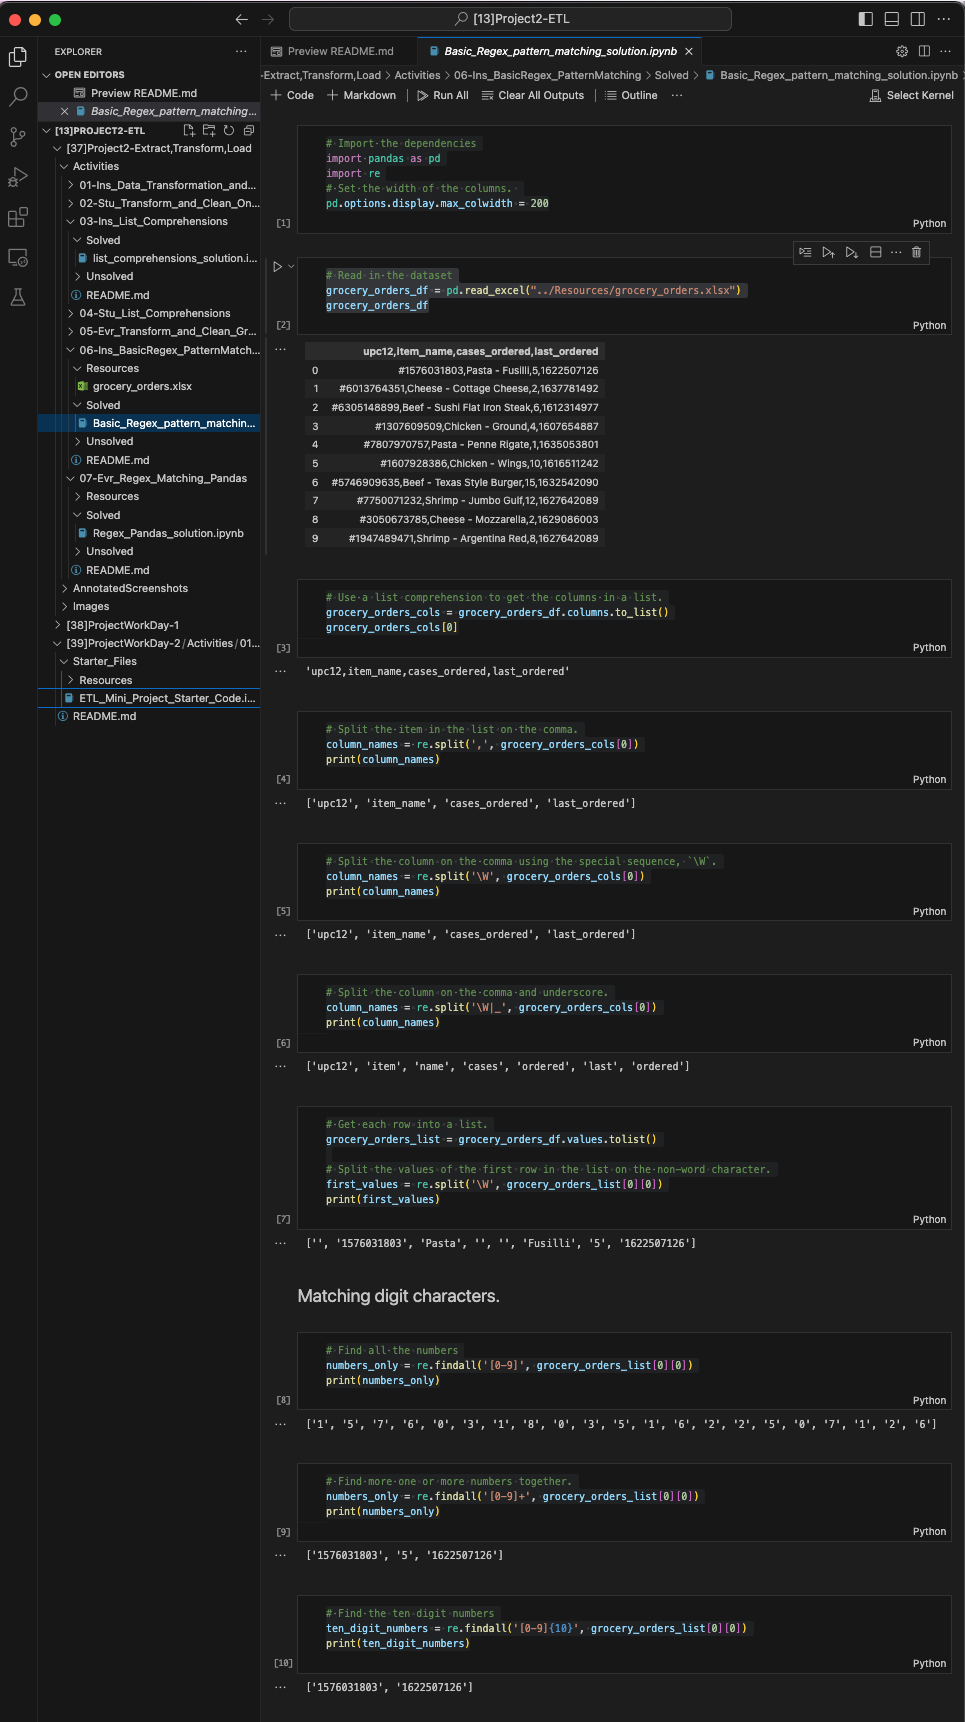 [13]Project2-ETL
EXPLORER
OPEN EDITORS
Preview README.md
Basic_Regex_pattern_matching...
[13]PROJECT2-ETL
[37]Project2-Extract,Transform,Load
Activities
01-Ins_Data_Transformation_and...
02-Stu_Transform_and_Clean_On...
03-Ins_List_Comprehensions
Solved
list_comprehensions_solution.i...
Unsolved
README.md
04-Stu_List_Comprehensions
05-Evr_Transform_and_Clean_Gr...
06-Ins_BasicRegex_PatternMatch...
Resources
grocery_orders.xlsx
Solved
Basic_Regex_pattern_matchin...
Unsolved
README.md
07-Evr_Regex_Matching_Pandas
Resources
Solved
Regex_Pandas_solution.ipynb
Unsolved
README.md
AnnotatedScreenshots
Images
[38]ProjectWorkDay-1
[39]ProjectWorkDay-2/Activities/01...
Starter_Files
Resources
ETL_Mini_Project_Starter_Code.i...
README.md
Preview README.md
Basic_Regex_pattern_matching_solution.ipynb
-Extract,Transform,Load > Activities > 06-Ins_BasicRegex_PatternMatching > Solved > Basic_Regex_pattern_matching_solution.ipynb >
+ Code + Markdown Run All Clear All Outputs Outline ... Select Kernel
# Import the dependencies
import pandas as pd
import re
# Set the width of the columns.
pd.options.display.max_colwidth = 200
[1] Python
# Read in the dataset
grocery_orders_df = pd.read_excel("../Resources/grocery_orders.xlsx")
grocery_orders_df
[2] Python
upc12,item_name,cases_ordered,last_ordered
0 #1576031803,Pasta - Fusilli,5,1622507126
1 #6013764351,Cheese - Cottage Cheese,2,1637781492
2 #6305148899,Beef - Sushi Flat Iron Steak,6,1612314977
3 #1307609509,Chicken - Ground,4,1607654887
4 #7807970757,Pasta - Penne Rigate,1,1635053801
5 #1607928386,Chicken - Wings,10,1616511242
6 #5746909635,Beef - Texas Style Burger,15,1632542090
7 #7750071232,Shrimp - Jumbo Gulf,12,1627642089
8 #3050673785,Cheese - Mozzarella,2,1629086003
9 #1947489471,Shrimp - Argentina Red,8,1627642089
# Use a list comprehension to get the columns in a list.
grocery_orders_cols = grocery_orders_df.columns.to_list()
grocery_orders_cols[0]
[3] Python
'upc12,item_name,cases_ordered,last_ordered'
# Split the item in the list on the comma.
column_names = re.split(',', grocery_orders_cols[0])
print(column_names)
[4] Python
['upc12', 'item_name', 'cases_ordered', 'last_ordered']
# Split the column on the comma using the special sequence, `\W`.
column_names = re.split('\W', grocery_orders_cols[0])
print(column_names)
[5] Python
['upc12', 'item_name', 'cases_ordered', 'last_ordered']
# Split the column on the comma and underscore.
column_names = re.split('\W|_', grocery_orders_cols[0])
print(column_names)
[6] Python
['upc12', 'item', 'name', 'cases', 'ordered', 'last', 'ordered']
# Get each row into a list.
grocery_orders_list = grocery_orders_df.values.tolist()
# Split the values of the first row in the list on the non-word character.
first_values = re.split('\W', grocery_orders_list[0][0])
print(first_values)
[7] Python
['', '1576031803', 'Pasta', '', '', 'Fusilli', '5', '1622507126']
Matching digit characters.
# Find all the numbers
numbers_only = re.findall('[0-9]', grocery_orders_list[0][0])
print(numbers_only)
[8] Python
['1', '5', '7', '6', '0', '3', '1', '8', '0', '3', '5', '1', '6', '2', '2', '5', '0', '7', '1', '2', '6']
# Find more one or more numbers together.
numbers_only = re.findall('[0-9]+', grocery_orders_list[0][0])
print(numbers_only)
[9] Python
['1576031803', '5', '1622507126']
# Find the ten digit numbers
ten_digit_numbers = re.findall('[0-9]{10}', grocery_orders_list[0][0])
print(ten_digit_numbers)
[10] Python
['1576031803', '1622507126']